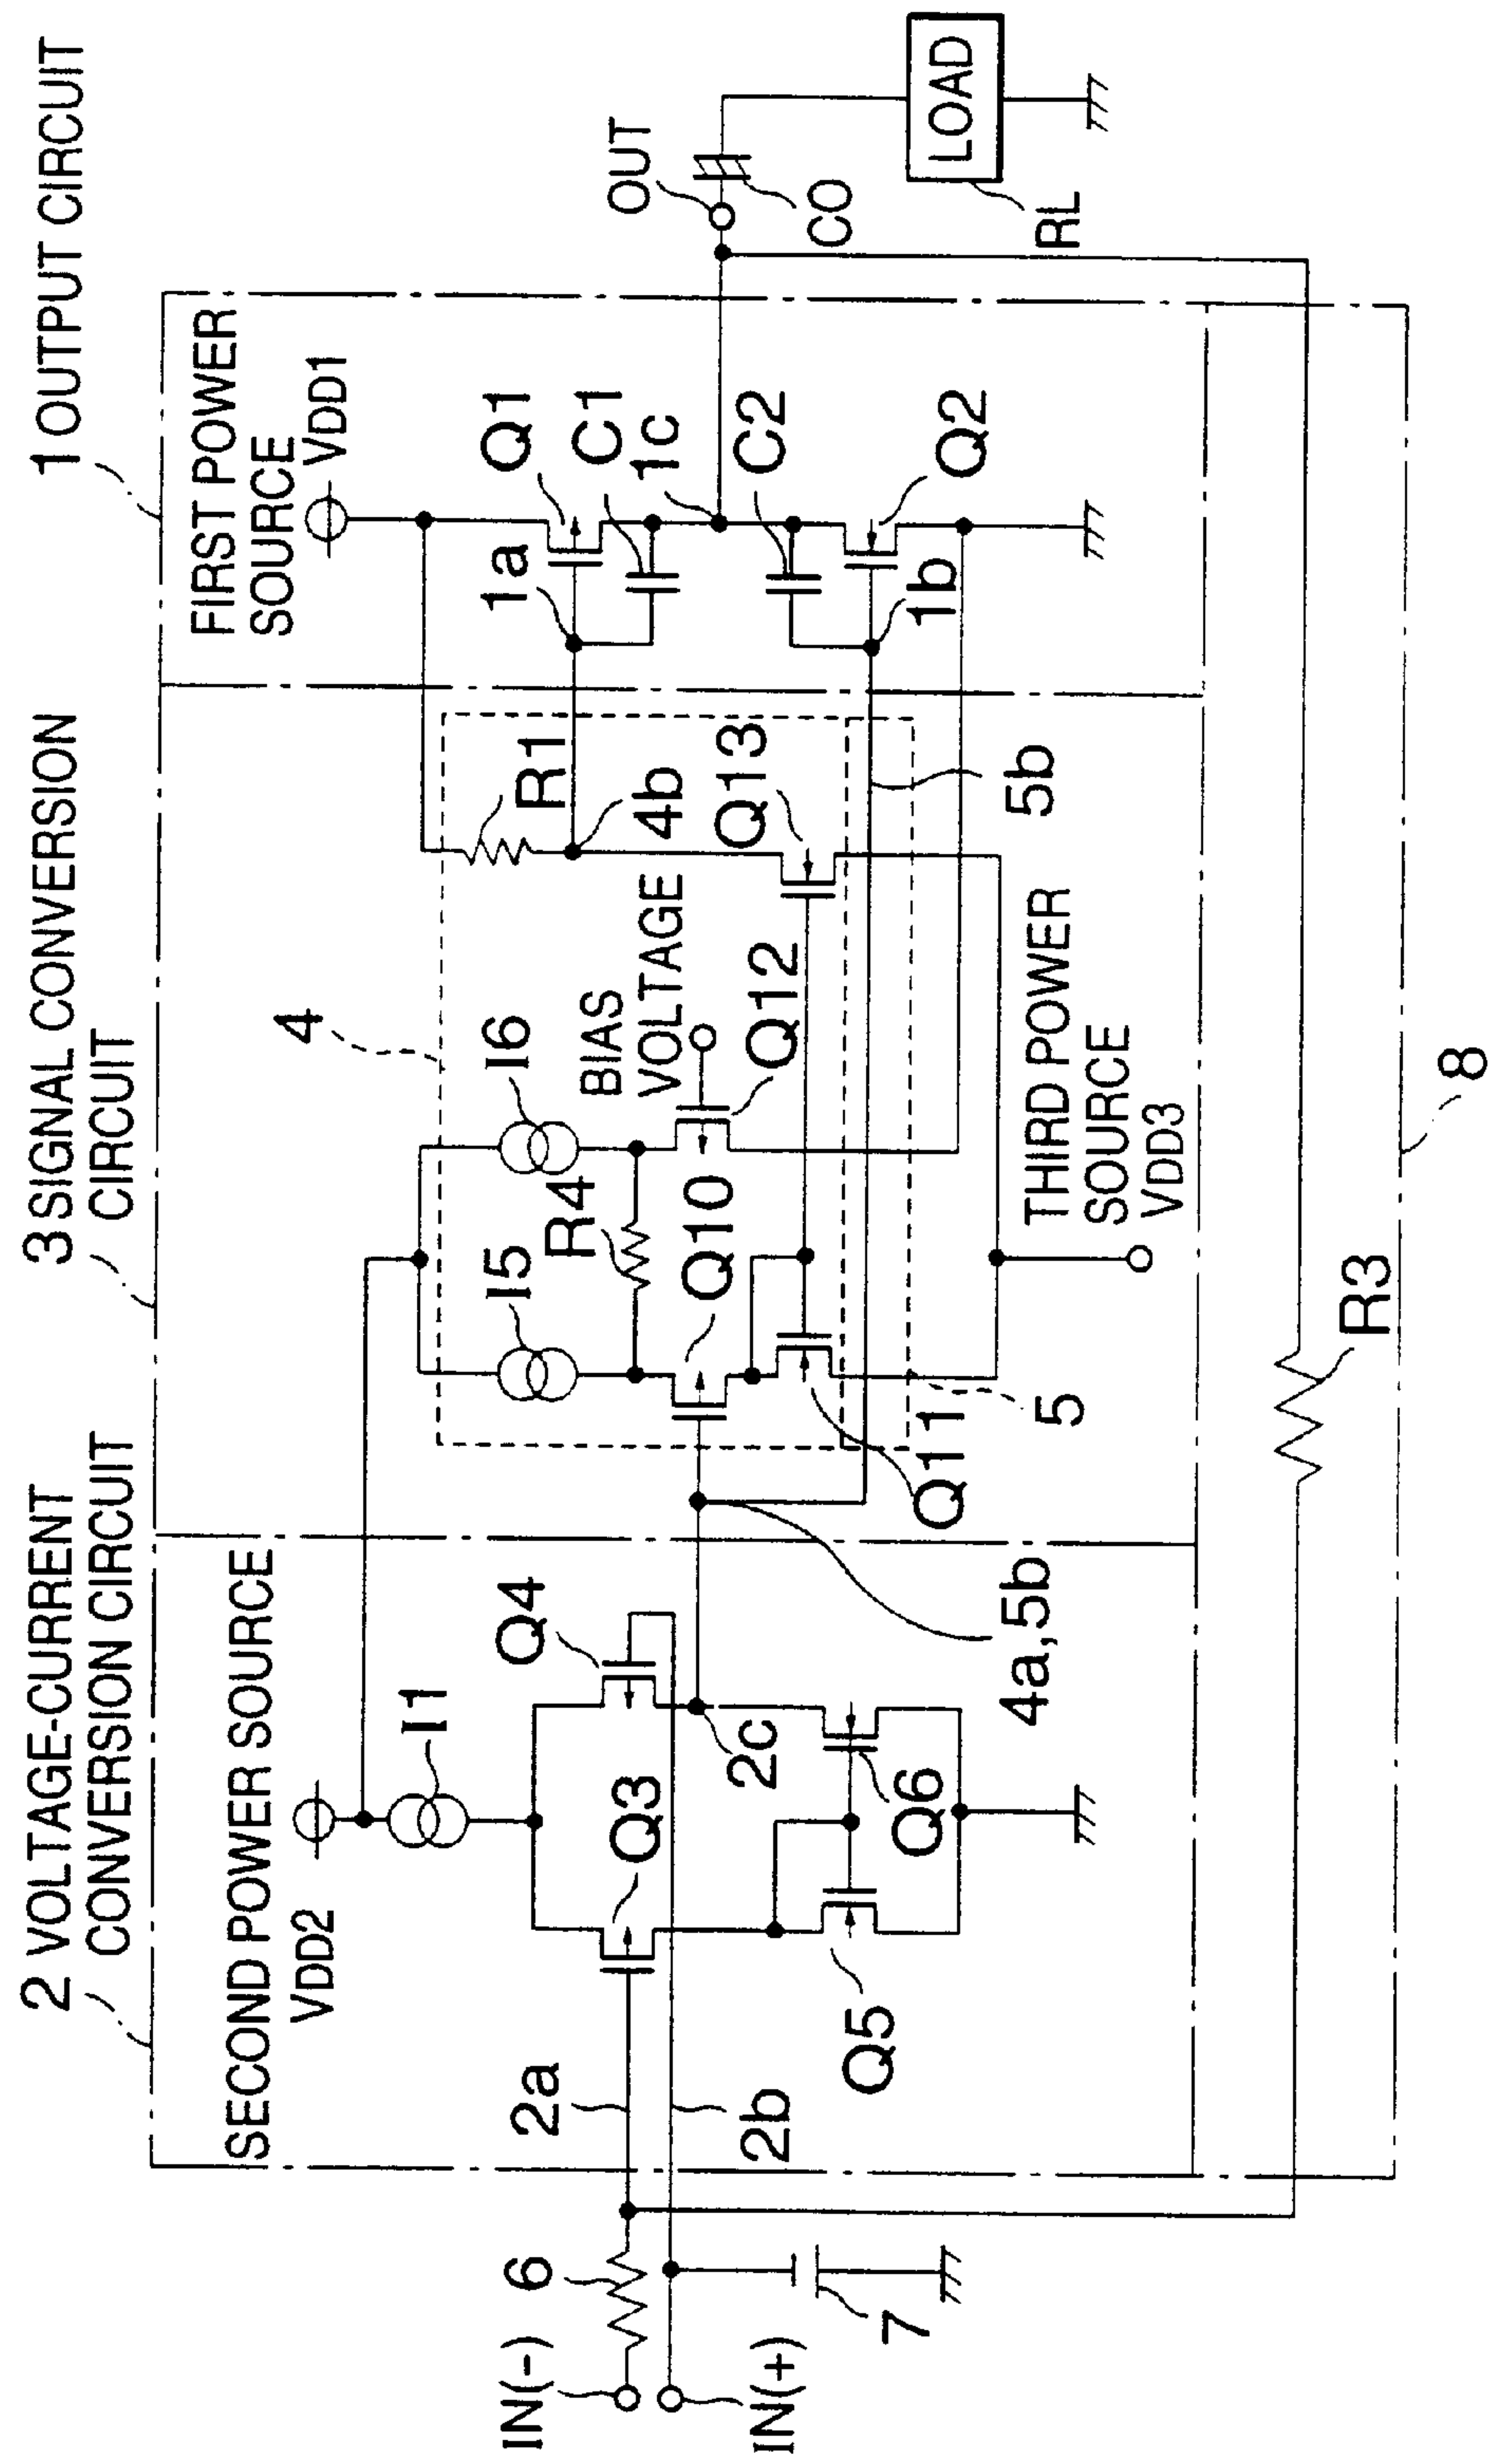 2 VOLTAGE-CURRENT
CONVERSION CIRCUIT
3 SIGNAL CONVERSION
CIRCUIT
1 OUTPUT CIRCUIT
SECOND POWER SOURCE
VDD2
FIRST POWER
SOURCE
VDD1
I1
4
I5
I6
R4
BIAS
VOLTAGE
R1
4b
1a
Q1
C1
1c
C2
Q2
1b
OUT
CO
LOAD
RL
IN(-)
6
IN(+)
7
2a
2b
Q3
Q4
2c
Q5
Q6
4a,5b
Q10
Q11
Q12
Q13
5
5b
THIRD POWER
SOURCE
VDD3
R3
8